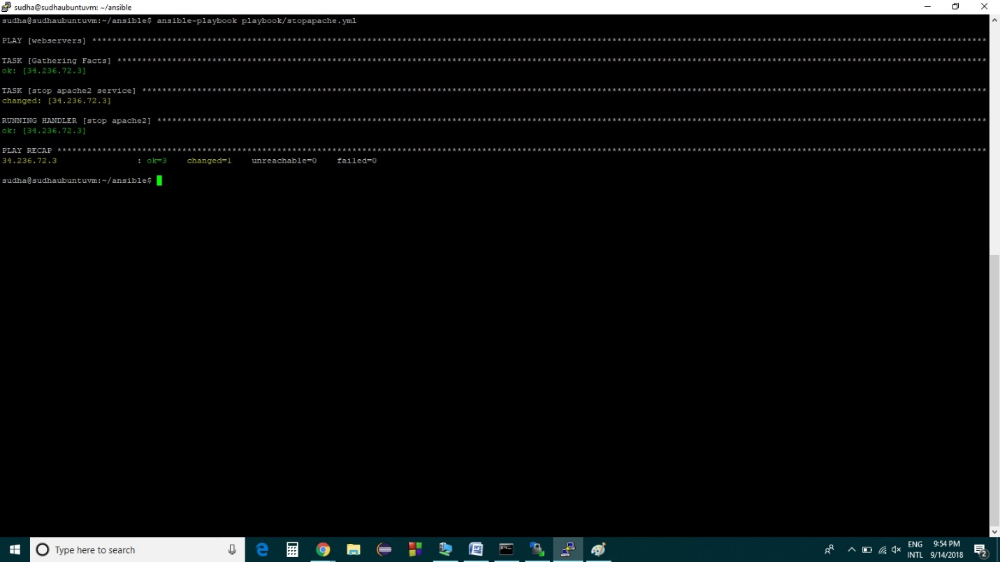 sudha@sudhaubuntuvm: ~/ansible
sudha@sudhaubuntuvm:~/ansible$ ansible-playbook playbook/stopapache.yml
PLAY [webservers] ******************************************************************************************************************************************************************************
TASK [Gathering Facts] *************************************************************************************************************************************************************************
ok: [34.236.72.3]
TASK [stop apache2 service] ********************************************************************************************************************************************************************
changed: [34.236.72.3]
RUNNING HANDLER [stop apache2] *****************************************************************************************************************************************************************
ok: [34.236.72.3]
PLAY RECAP *************************************************************************************************************************************************************************************
34.236.72.3 : ok=3 changed=1 unreachable=0 failed=0
sudha@sudhaubuntuvm:~/ansible$
Type here to search
ENG
INTL
9:54 PM
9/14/2018
2